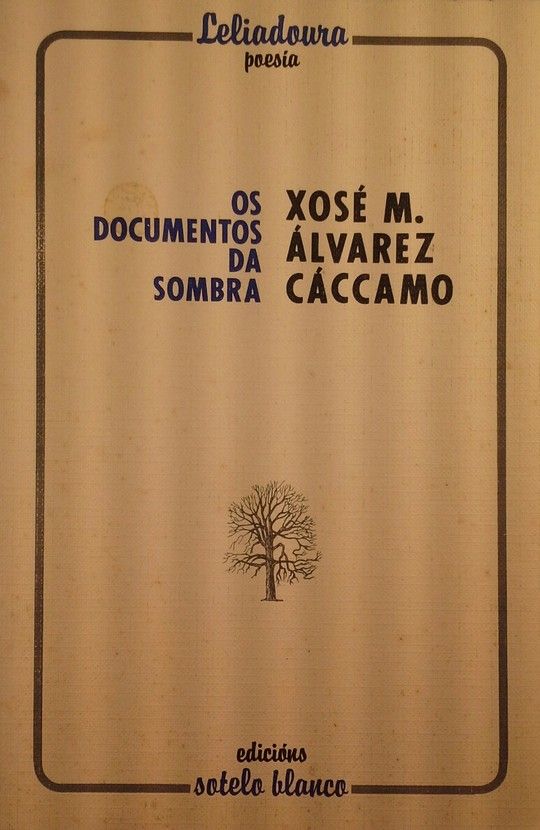 Leliadoura
poesía
OS
DOCUMENTOS
DA
SOMBRA
XOSÉ M.
ÁLVAREZ
CÁCCAMO
edicións
sotelo blanco